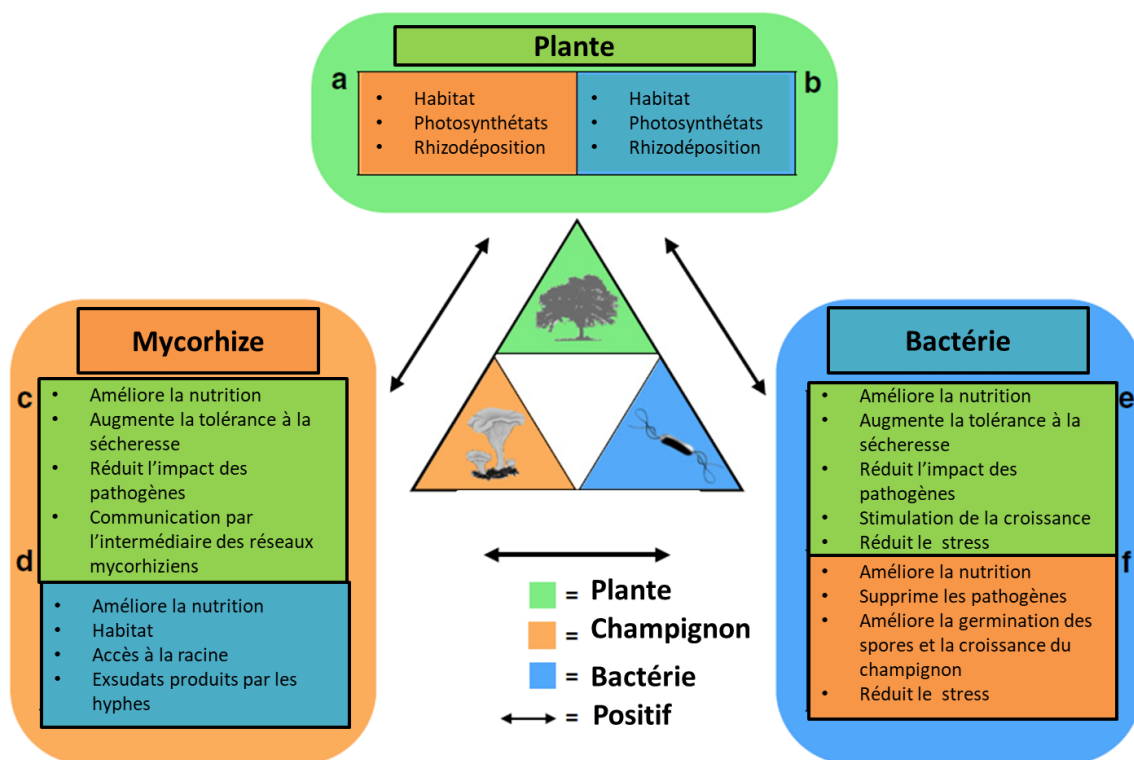 Plante
a
• Habitat
• Photosynthétats
• Rhizodéposition
• Habitat
• Photosynthétats
• Rhizodéposition
b
Mycorhize
c
• Améliore la nutrition
• Augmente la tolérance à la
sécheresse
• Réduit l’impact des
pathogènes
• Communication par
l’intermédiaire des réseaux
mycorhiziens
d
• Améliore la nutrition
• Habitat
• Accès à la racine
• Exsudats produits par les
hyphes
Bactérie
e
• Améliore la nutrition
• Augmente la tolérance à la
sécheresse
• Réduit l’impact des
pathogènes
• Stimulation de la croissance
• Réduit le stress
f
• Améliore la nutrition
• Supprime les pathogènes
• Améliore la germination des
spores et la croissance du
champignon
• Réduit le stress
= Plante
= Champignon
= Bactérie
= Positif